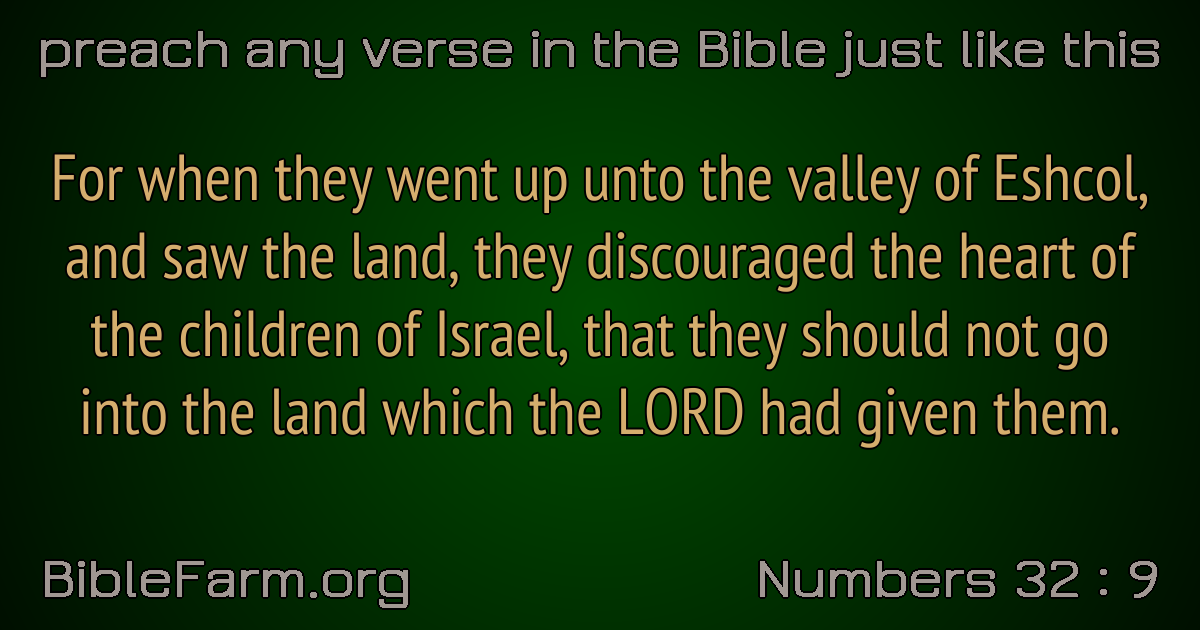 preach any verse in the Bible just like this
For when they went up unto the valley of Eshcol,
and saw the land, they discouraged the heart of
the children of Israel, that they should not go
into the land which the LORD had given them.
BibleFarm.org
Numbers 32 : 9